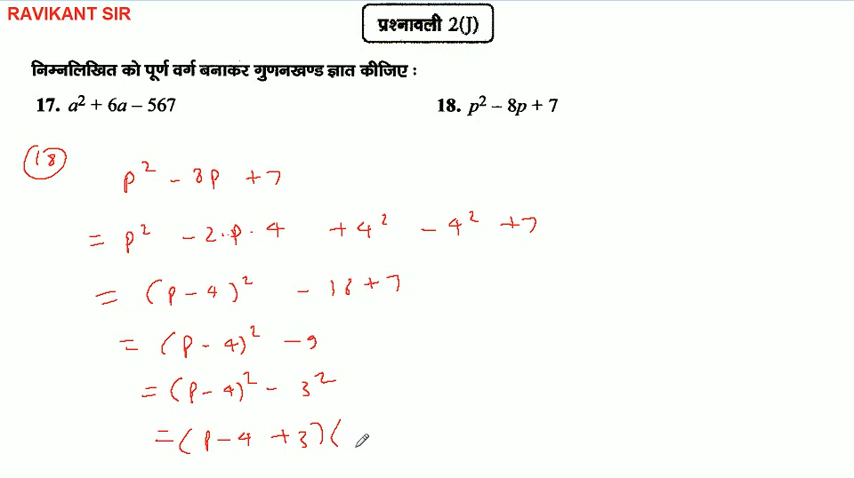 RAVIKANT SIR
प्रश्नावली 2(J)
निम्नलिखित को पूर्ण वर्ग बनाकर गुणनखण्ड ज्ञात कीजिए :
17. a² + 6a – 567 18. p² – 8p + 7
(18)
p² - 8p + 7
= p² - 2·p·4 + 4² - 4² + 7
= (p - 4)² - 16 + 7
= (p - 4)² - 9
= (p - 4)² - 3²
= (p - 4 + 3)(